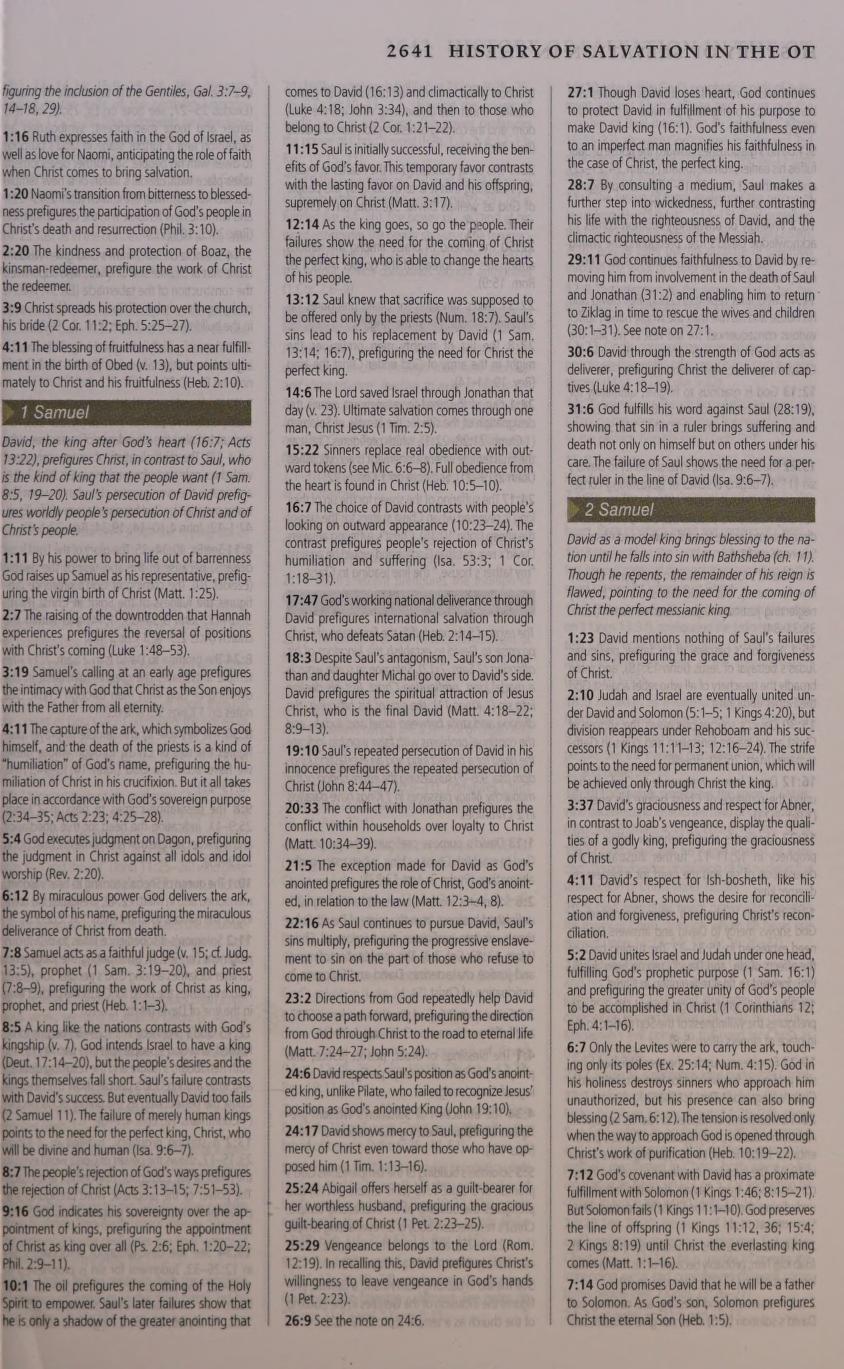 2641 HISTORY OF SALVATION IN THE OT
figuring the inclusion of the Gentiles, Gal. 3:7–9,
14–18, 29).
1:16 Ruth expresses faith in the God of Israel, as
well as love for Naomi, anticipating the role of faith
when Christ comes to bring salvation.
1:20 Naomi's transition from bitterness to blessed-
ness prefigures the participation of God's people in
Christ's death and resurrection (Phil. 3:10).
2:20 The kindness and protection of Boaz, the
kinsman-redeemer, prefigure the work of Christ
the redeemer.
3:9 Christ spreads his protection over the church,
his bride (2 Cor. 11:2; Eph. 5:25–27).
4:11 The blessing of fruitfulness has a near fulfill-
ment in the birth of Obed (v. 13), but points ulti-
mately to Christ and his fruitfulness (Heb. 2:10).
1 Samuel
David, the king after God's heart (16:7; Acts
13:22), prefigures Christ, in contrast to Saul, who
is the kind of king that the people want (1 Sam.
8:5, 19–20). Saul's persecution of David prefig-
ures worldly people's persecution of Christ and of
Christ's people.
1:11 By his power to bring life out of barrenness
God raises up Samuel as his representative, prefig-
uring the virgin birth of Christ (Matt. 1:25).
2:7 The raising of the downtrodden that Hannah
experiences prefigures the reversal of positions
with Christ's coming (Luke 1:48–53).
3:19 Samuel's calling at an early age prefigures
the intimacy with God that Christ as the Son enjoys
with the Father from all eternity.
4:11 The capture of the ark, which symbolizes God
himself, and the death of the priests is a kind of
"humiliation" of God's name, prefiguring the hu-
miliation of Christ in his crucifixion. But it all takes
place in accordance with God's sovereign purpose
(2:34–35; Acts 2:23; 4:25–28).
5:4 God executes judgment on Dagon, prefiguring
the judgment in Christ against all idols and idol
worship (Rev. 2:20).
6:12 By miraculous power God delivers the ark,
the symbol of his name, prefiguring the miraculous
deliverance of Christ from death.
7:8 Samuel acts as a faithful judge (v. 15; cf. Judg.
13:5), prophet (1 Sam. 3:19–20), and priest
(7:8–9), prefiguring the work of Christ as king,
prophet, and priest (Heb. 1:1–3).
8:5 A king like the nations contrasts with God's
kingship (v. 7). God intends Israel to have a king
(Deut. 17:14–20), but the people's desires and the
kings themselves fall short. Saul's failure contrasts
with David's success. But eventually David too fails
(2 Samuel 11). The failure of merely human kings
points to the need for the perfect king, Christ, who
will be divine and human (Isa. 9:6–7).
8:7 The people's rejection of God's ways prefigures
the rejection of Christ (Acts 3:13–15; 7:51–53).
9:16 God indicates his sovereignty over the ap-
pointment of kings, prefiguring the appointment
of Christ as king over all (Ps. 2:6; Eph. 1:20–22;
Phil. 2:9–11).
10:1 The oil prefigures the coming of the Holy
Spirit to empower. Saul's later failures show that
he is only a shadow of the greater anointing that
comes to David (16:13) and climactically to Christ
(Luke 4:18; John 3:34), and then to those who
belong to Christ (2 Cor. 1:21–22).
11:15 Saul is initially successful, receiving the ben-
efits of God's favor. This temporary favor contrasts
with the lasting favor on David and his offspring,
supremely on Christ (Matt. 3:17).
12:14 As the king goes, so go the people. Their
failures show the need for the coming of Christ
the perfect king, who is able to change the hearts
of his people.
13:12 Saul knew that sacrifice was supposed to
be offered only by the priests (Num. 18:7). Saul's
sins lead to his replacement by David (1 Sam.
13:14; 16:7), prefiguring the need for Christ the
perfect king.
14:6 The Lord saved Israel through Jonathan that
day (v. 23). Ultimate salvation comes through one
man, Christ Jesus (1 Tim. 2:5).
15:22 Sinners replace real obedience with out-
ward tokens (see Mic. 6:6–8). Full obedience from
the heart is found in Christ (Heb. 10:5–10).
16:7 The choice of David contrasts with people's
looking on outward appearance (10:23–24). The
contrast prefigures people's rejection of Christ's
humiliation and suffering (Isa. 53:3; 1 Cor.
1:18–31).
17:47 God's working national deliverance through
David prefigures international salvation through
Christ, who defeats Satan (Heb. 2:14–15).
18:3 Despite Saul's antagonism, Saul's son Jona-
than and daughter Michal go over to David's side.
David prefigures the spiritual attraction of Jesus
Christ, who is the final David (Matt. 4:18–22;
8:9–13).
19:10 Saul's repeated persecution of David in his
innocence prefigures the repeated persecution of
Christ (John 8:44–47).
20:33 The conflict with Jonathan prefigures the
conflict within households over loyalty to Christ
(Matt. 10:34–39).
21:5 The exception made for David as God's
anointed prefigures the role of Christ, God's anoint-
ed, in relation to the law (Matt. 12:3–4, 8).
22:16 As Saul continues to pursue David, Saul's
sins multiply, prefiguring the progressive enslave-
ment to sin on the part of those who refuse to
come to Christ.
23:2 Directions from God repeatedly help David
to choose a path forward, prefiguring the direction
from God through Christ to the road to eternal life
(Matt. 7:24–27; John 5:24).
24:6 David respects Saul's position as God's anoint-
ed king, unlike Pilate, who failed to recognize Jesus'
position as God's anointed King (John 19:10).
24:17 David shows mercy to Saul, prefiguring the
mercy of Christ even toward those who have op-
posed him (1 Tim. 1:13–16).
25:24 Abigail offers herself as a guilt-bearer for
her worthless husband, prefiguring the gracious
guilt-bearing of Christ (1 Pet. 2:23–25).
25:29 Vengeance belongs to the Lord (Rom.
12:19). In recalling this, David prefigures Christ's
willingness to leave vengeance in God's hands
(1 Pet. 2:23).
26:9 See the note on 24:6.
27:1 Though David loses heart, God continues
to protect David in fulfillment of his purpose to
make David king (16:1). God's faithfulness even
to an imperfect man magnifies his faithfulness in
the case of Christ, the perfect king.
28:7 By consulting a medium, Saul makes a
further step into wickedness, further contrasting
his life with the righteousness of David, and the
climactic righteousness of the Messiah.
29:11 God continues faithfulness to David by re-
moving him from involvement in the death of Saul
and Jonathan (31:2) and enabling him to return
to Ziklag in time to rescue the wives and children
(30:1–31). See note on 27:1.
30:6 David through the strength of God acts as
deliverer, prefiguring Christ the deliverer of cap-
tives (Luke 4:18–19).
31:6 God fulfills his word against Saul (28:19),
showing that sin in a ruler brings suffering and
death not only on himself but on others under his
care. The failure of Saul shows the need for a per-
fect ruler in the line of David (Isa. 9:6–7).
2 Samuel
David as a model king brings blessing to the na-
tion until he falls into sin with Bathsheba (ch. 11).
Though he repents, the remainder of his reign is
flawed, pointing to the need for the coming of
Christ the perfect messianic king.
1:23 David mentions nothing of Saul's failures
and sins, prefiguring the grace and forgiveness
of Christ.
2:10 Judah and Israel are eventually united un-
der David and Solomon (5:1–5; 1 Kings 4:20), but
division reappears under Rehoboam and his suc-
cessors (1 Kings 11:11–13; 12:16–24). The strife
points to the need for permanent union, which will
be achieved only through Christ the king.
3:37 David's graciousness and respect for Abner,
in contrast to Joab's vengeance, display the quali-
ties of a godly king, prefiguring the graciousness
of Christ.
4:11 David's respect for Ish-bosheth, like his
respect for Abner, shows the desire for reconcili-
ation and forgiveness, prefiguring Christ's recon-
ciliation.
5:2 David unites Israel and Judah under one head,
fulfilling God's prophetic purpose (1 Sam. 16:1)
and prefiguring the greater unity of God's people
to be accomplished in Christ (1 Corinthians 12;
Eph. 4:1–16).
6:7 Only the Levites were to carry the ark, touch-
ing only its poles (Ex. 25:14; Num. 4:15). God in
his holiness destroys sinners who approach him
unauthorized, but his presence can also bring
blessing (2 Sam. 6:12). The tension is resolved only
when the way to approach God is opened through
Christ's work of purification (Heb. 10:19–22).
7:12 God's covenant with David has a proximate
fulfillment with Solomon (1 Kings 1:46; 8:15–21).
But Solomon fails (1 Kings 11:1–10). God preserves
the line of offspring (1 Kings 11:12, 36; 15:4;
2 Kings 8:19) until Christ the everlasting king
comes (Matt. 1:1–16).
7:14 God promises David that he will be a father
to Solomon. As God's son, Solomon prefigures
Christ the eternal Son (Heb. 1:5).